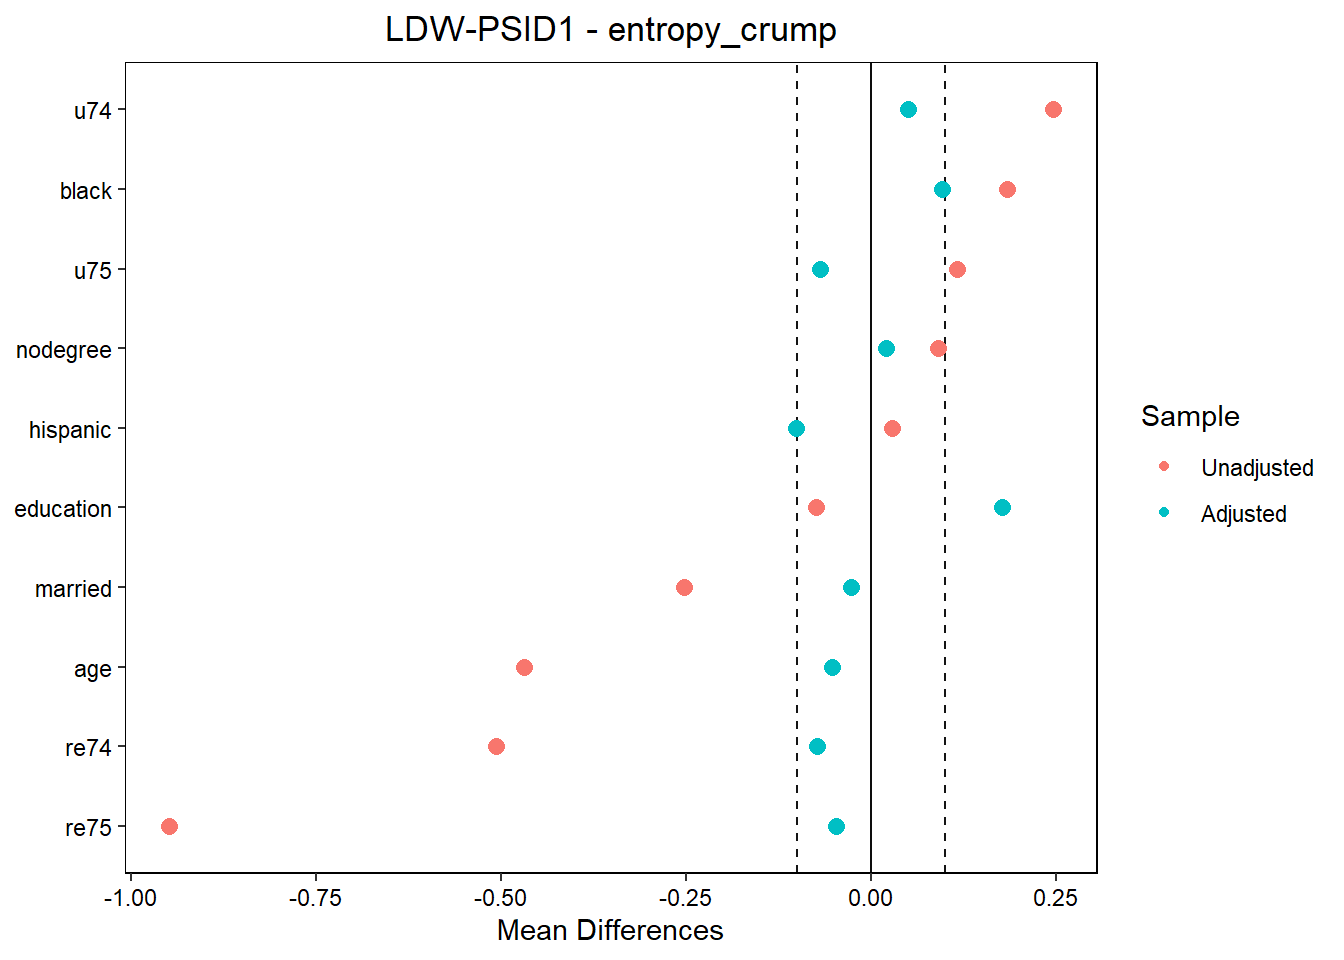 LDW-PSID1 - entropy_crump
u74
black
u75
nodegree
hispanic
education
married
age
re74
re75
-1.00 -0.75 -0.50 -0.25 0.00 0.25
Mean Differences
Sample
Unadjusted
Adjusted